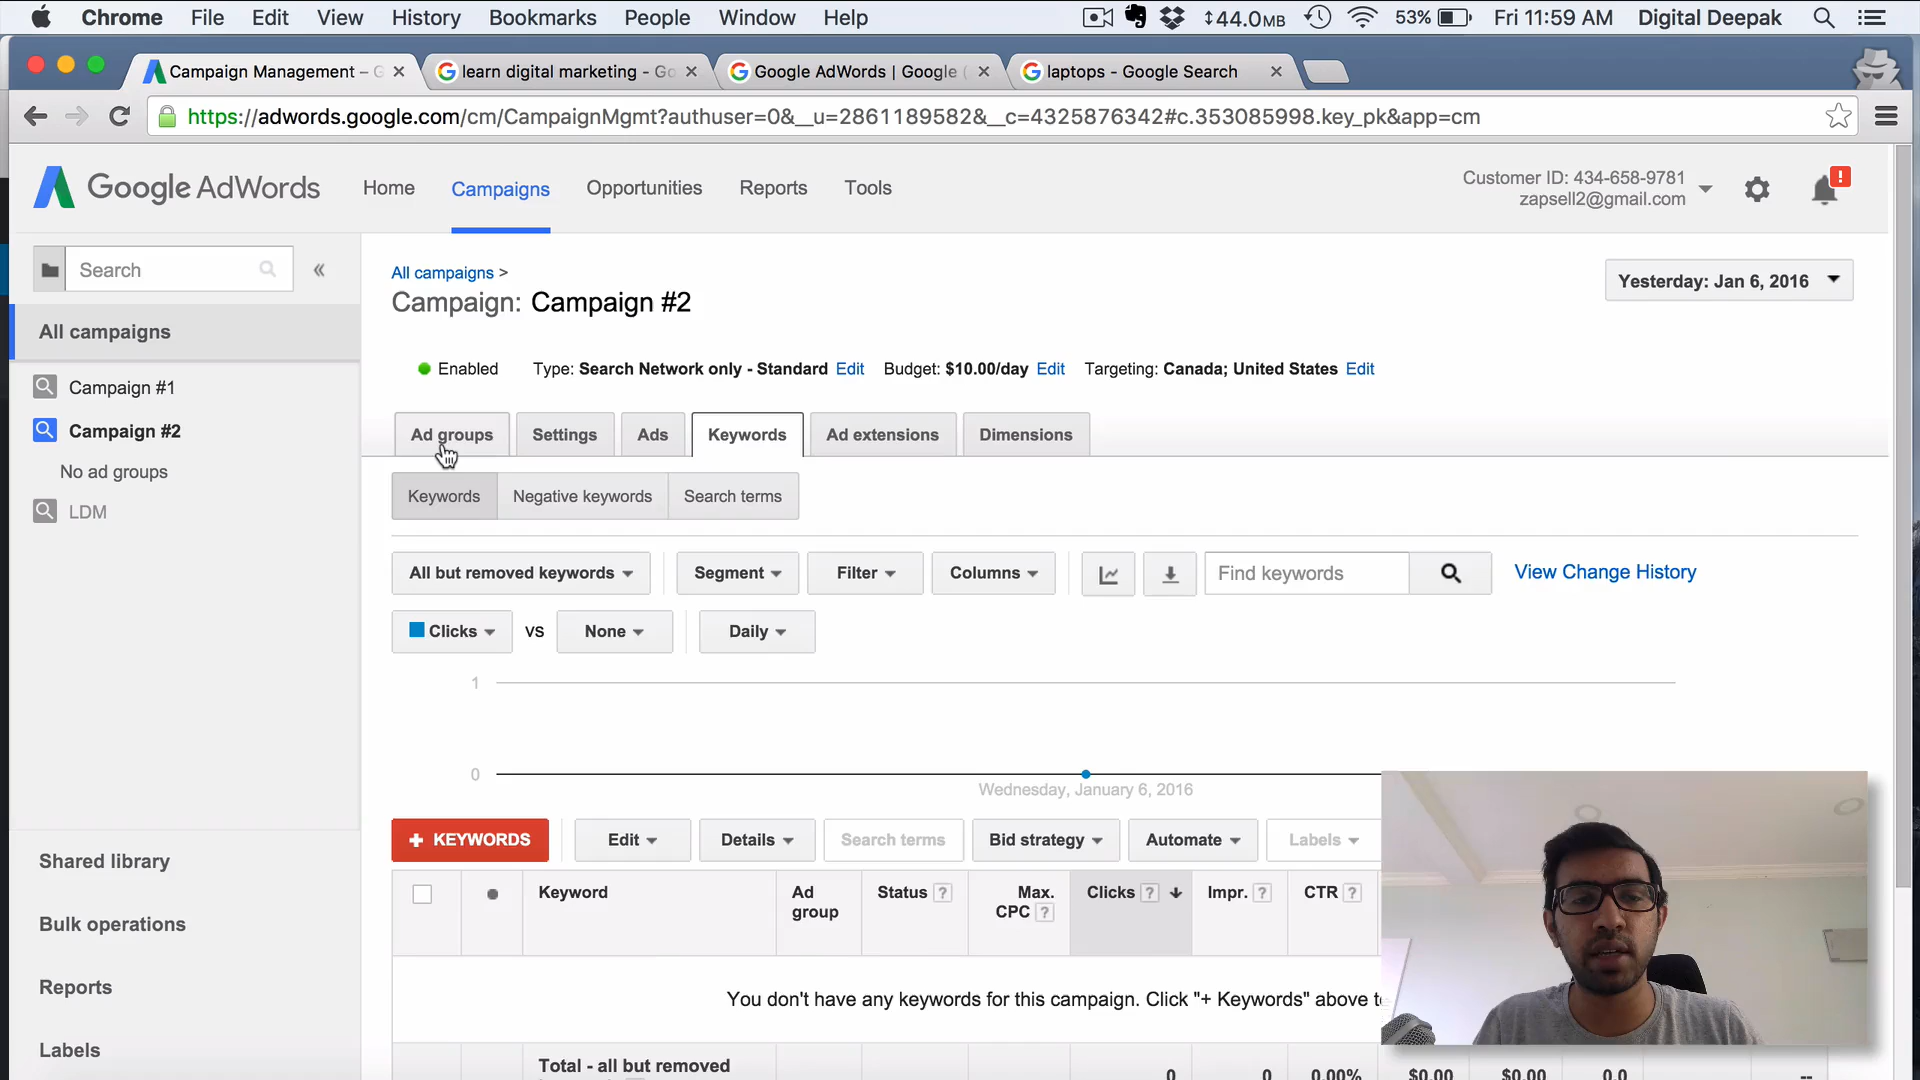 Chrome File Edit View History Bookmarks People Window Help 44.0MB 53% Fri 11:59 AM Digital Deepak
Campaign Management – G learn digital marketing - Go Google AdWords | Google ( laptops - Google Search
https://adwords.google.com/cm/CampaignMgmt?authuser=0&__u=2861189582&__c=4325876342#c.353085998.key_pk&app=cm
Google AdWords Home Campaigns Opportunities Reports Tools
Customer ID: 434-658-9781
zapsell2@gmail.com
!
Search «
All campaigns
Campaign #1
Campaign #2
No ad groups
LDM
Shared library
Bulk operations
Reports
Labels
All campaigns >
Campaign: Campaign #2
Yesterday: Jan 6, 2016
Enabled Type: Search Network only - Standard Edit Budget: $10.00/day Edit Targeting: Canada; United States Edit
Ad groups Settings Ads Keywords Ad extensions Dimensions
Keywords Negative keywords Search terms
All but removed keywords Segment Filter Columns Find keywords View Change History
Clicks VS None Daily
1
0
Wednesday, January 6, 2016
+ KEYWORDS Edit Details Search terms Bid strategy Automate Labels
Keyword Ad group Status ? Max. CPC ? Clicks ? Impr. ? CTR ?
You don't have any keywords for this campaign. Click "+ Keywords" above
Total - all but removed
0 0 0.00% $0.00 $0.00 0.0 --